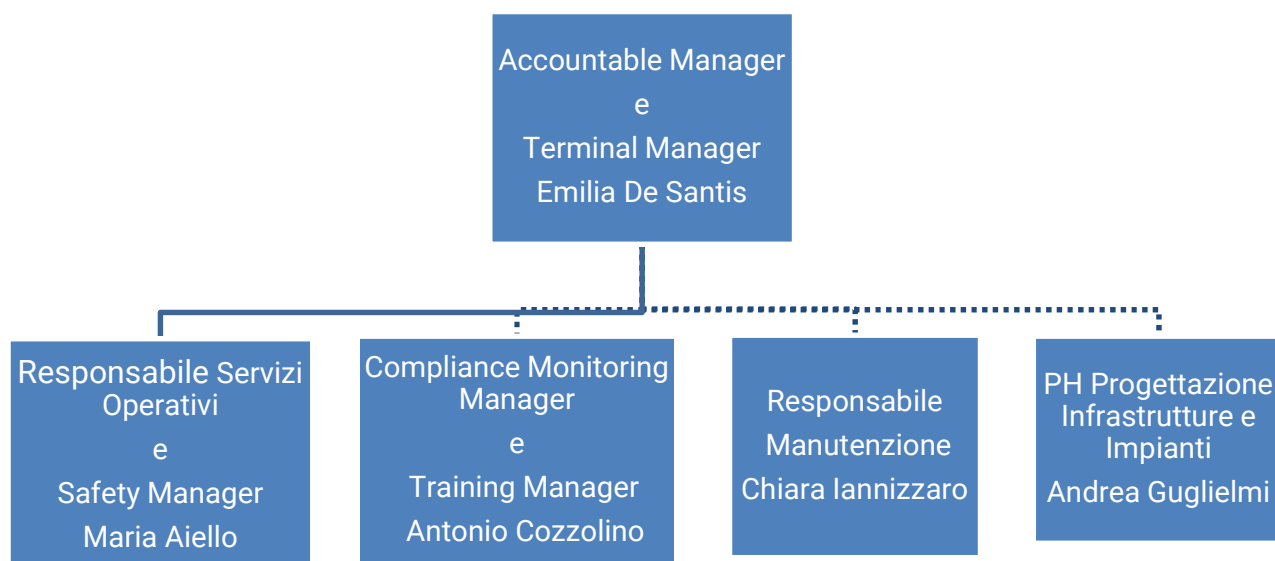 Accountable Manager
e
Terminal Manager
Emilia De Santis
Responsabile Servizi
Operativi
e
Safety Manager
Maria Aiello
Compliance Monitoring
Manager
e
Training Manager
Antonio Cozzolino
Responsabile
Manutenzione
Chiara Iannizzaro
PH Progettazione
Infrastrutture e
Impianti
Andrea Guglielmi